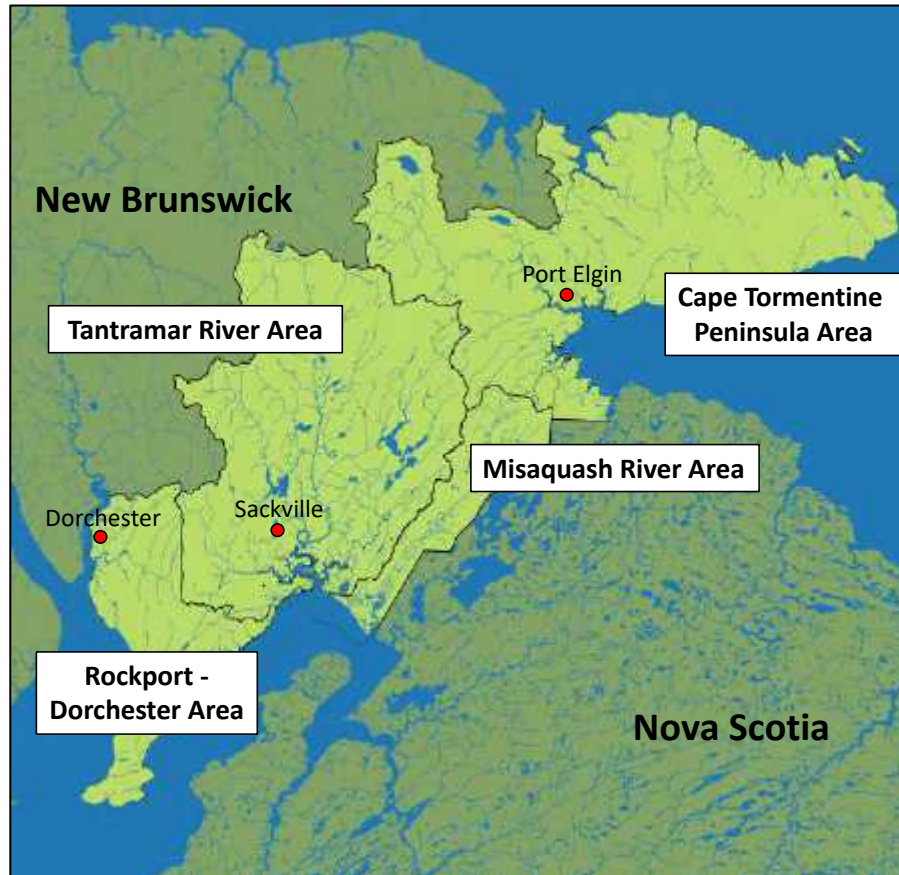 New Brunswick
Port Elgin
Cape Tormentine
Peninsula Area
Tantramar River Area
Misaquash River Area
Sackville
Dorchester
Rockport -
Dorchester Area
Nova Scotia